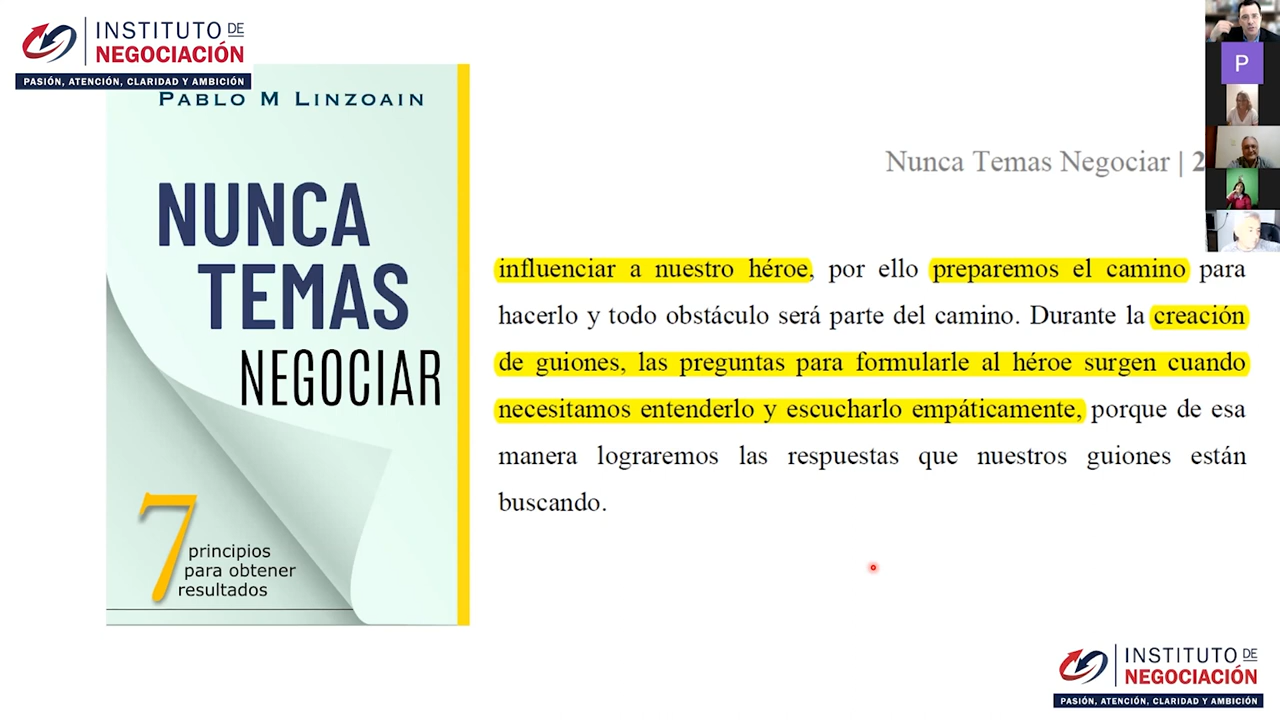 INSTITUTO DE
NEGOCIACIÓN
PASIÓN, ATENCIÓN, CLARIDAD Y AMBICIÓN
PABLO M LINZOAIN
NUNCA
TEMAS
NEGOCIAR
7
principios
para obtener
resultados
Nunca Temas Negociar | 2
P
influenciar a nuestro héroe, por ello preparemos el camino para
hacerlo y todo obstáculo será parte del camino. Durante la creación
de guiones, las preguntas para formularle al héroe surgen cuando
necesitamos entenderlo y escucharlo empáticamente, porque de esa
manera lograremos las respuestas que nuestros guiones están
buscando.
INSTITUTO DE
NEGOCIACIÓN
PASIÓN, ATENCIÓN, CLARIDAD Y AMBICIÓN